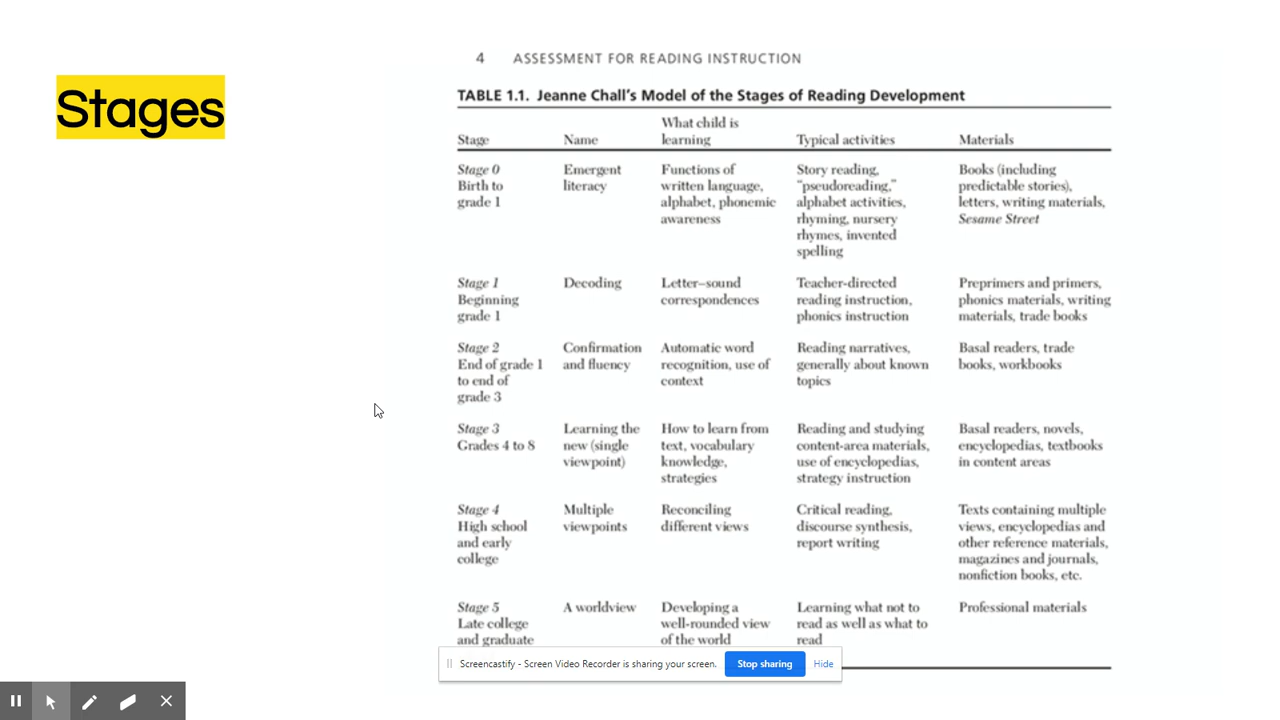 Stages
4 ASSESSMENT FOR READING INSTRUCTION
TABLE 1.1. Jeanne Chall's Model of the Stages of Reading Development
Stage Name What child is learning Typical activities Materials
Stage 0 Emergent Functions of Story reading, Books (including
Birth to literacy written language, "pseudoreading," predictable stories),
grade 1 alphabet, phonemic alphabet activities, letters, writing materials,
awareness rhyming, nursery Sesame Street
rhymes, invented
spelling
Stage 1 Decoding Letter–sound Teacher-directed Preprimers and primers,
Beginning correspondences reading instruction, phonics materials, writing
grade 1 phonics instruction materials, trade books
Stage 2 Confirmation Automatic word Reading narratives, Basal readers, trade
End of grade 1 and fluency recognition, use of generally about known books, workbooks
to end of context topics
grade 3
Stage 3 Learning the How to learn from Reading and studying Basal readers, novels,
Grades 4 to 8 new (single text, vocabulary content-area materials, encyclopedias, textbooks
viewpoint) knowledge, use of encyclopedias, in content areas
strategies strategy instruction
Stage 4 Multiple Reconciling Critical reading, Texts containing multiple
High school viewpoints different views discourse synthesis, views, encyclopedias and
and early report writing other reference materials,
college magazines and journals,
nonfiction books, etc.
Stage 5 A worldview Developing a Learning what not to Professional materials
Late college well-rounded view read as well as what to
and graduate of the world read
Screencastify - Screen Video Recorder is sharing your screen. Stop sharing Hide